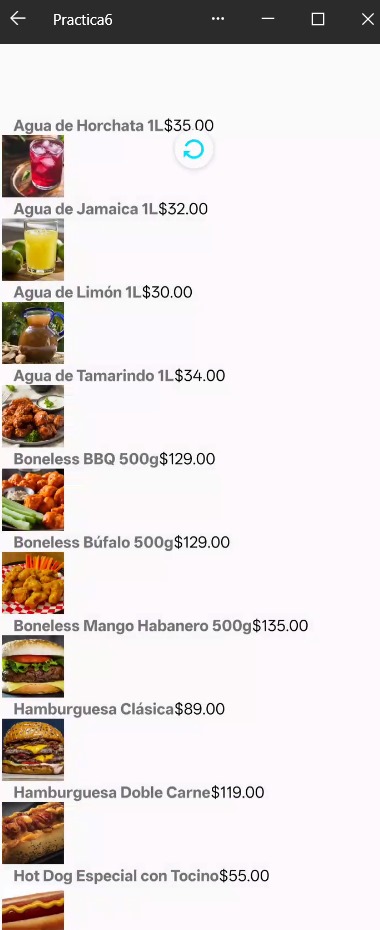 Practica6
Agua de Horchata 1L$35.00
Agua de Jamaica 1L$32.00
Agua de Limón 1L$30.00
Agua de Tamarindo 1L$34.00
Boneless BBQ 500g$129.00
Boneless Búfalo 500g$129.00
Boneless Mango Habanero 500g$135.00
Hamburguesa Clásica$89.00
Hamburguesa Doble Carne$119.00
Hot Dog Especial con Tocino$55.00